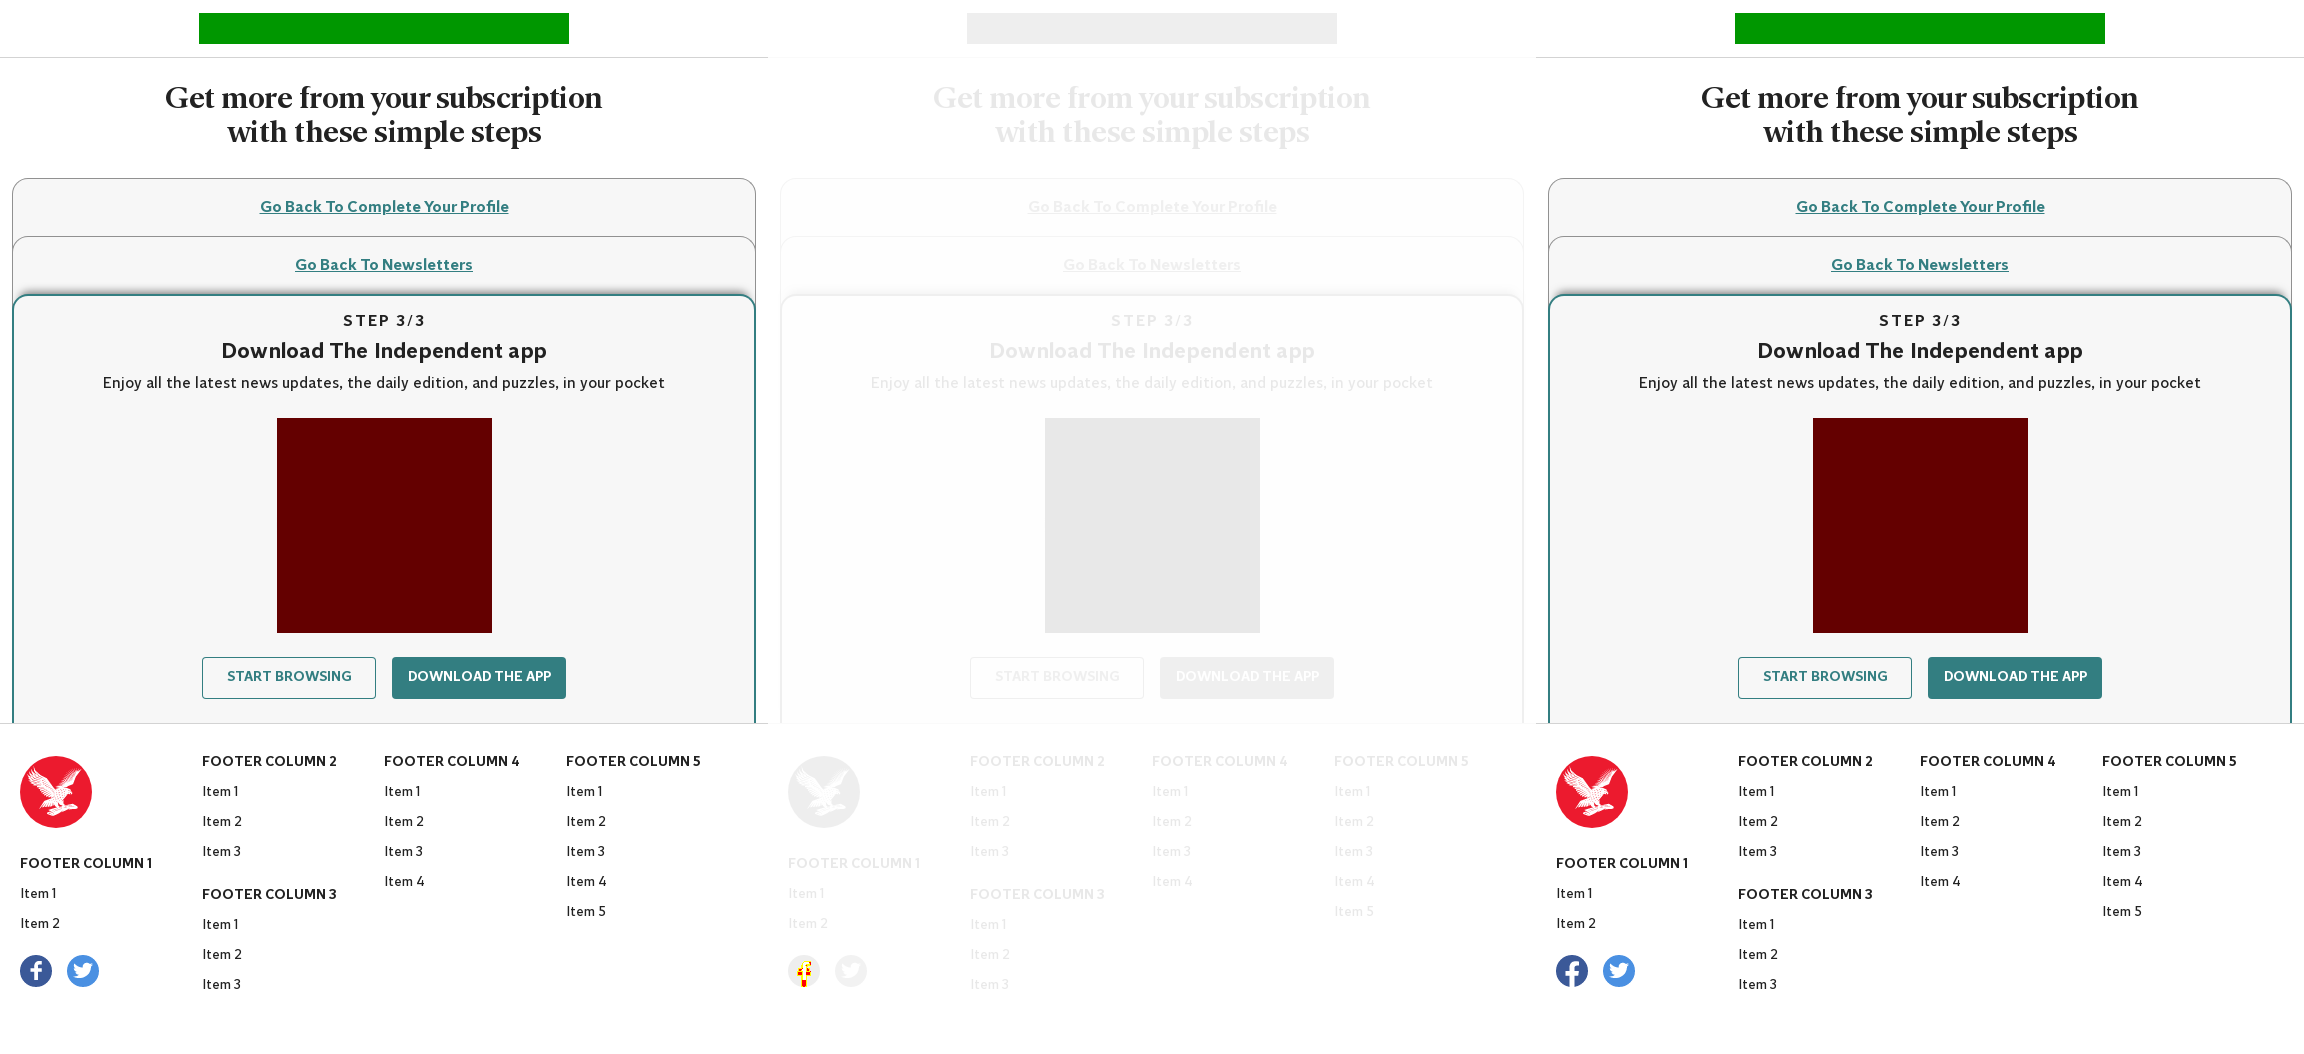 Get more from your subscription
with these simple steps
Go Back To Complete Your Profile
Go Back To Newsletters
STEP 3/3
Download The Independent app
Enjoy all the latest news updates, the daily edition, and puzzles, in your pocket
START BROWSING
DOWNLOAD THE APP
FOOTER COLUMN 1
Item 1
Item 2
FOOTER COLUMN 2
Item 1
Item 2
Item 3
FOOTER COLUMN 3
Item 1
Item 2
Item 3
FOOTER COLUMN 4
Item 1
Item 2
Item 3
Item 4
FOOTER COLUMN 5
Item 1
Item 2
Item 3
Item 4
Item 5
Get more from your subscription
with these simple steps
Go Back To Complete Your Profile
Go Back To Newsletters
STEP 3/3
Download The Independent app
Enjoy all the latest news updates, the daily edition, and puzzles, in your pocket
START BROWSING
DOWNLOAD THE APP
FOOTER COLUMN 1
Item 1
Item 2
FOOTER COLUMN 2
Item 1
Item 2
Item 3
FOOTER COLUMN 3
Item 1
Item 2
Item 3
FOOTER COLUMN 4
Item 1
Item 2
Item 3
Item 4
FOOTER COLUMN 5
Item 1
Item 2
Item 3
Item 4
Item 5
Get more from your subscription
with these simple steps
Go Back To Complete Your Profile
Go Back To Newsletters
STEP 3/3
Download The Independent app
Enjoy all the latest news updates, the daily edition, and puzzles, in your pocket
START BROWSING
DOWNLOAD THE APP
FOOTER COLUMN 1
Item 1
Item 2
FOOTER COLUMN 2
Item 1
Item 2
Item 3
FOOTER COLUMN 3
Item 1
Item 2
Item 3
FOOTER COLUMN 4
Item 1
Item 2
Item 3
Item 4
FOOTER COLUMN 5
Item 1
Item 2
Item 3
Item 4
Item 5